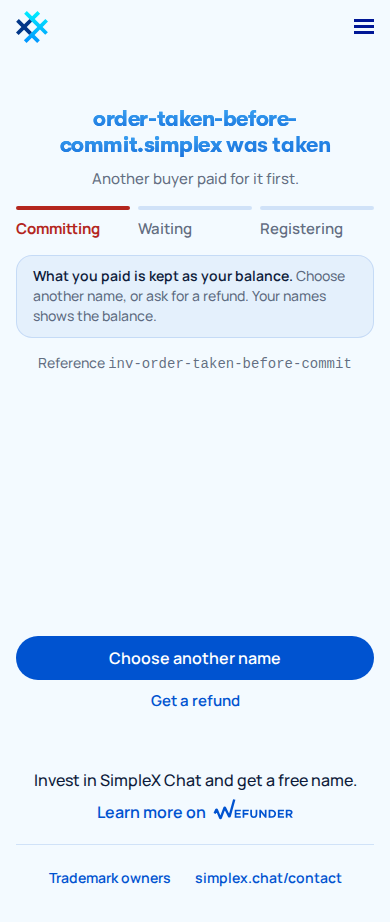 order-taken-before-
commit.simplex was taken
Another buyer paid for it first.
Committing Waiting Registering
What you paid is kept as your balance. Choose
another name, or ask for a refund. Your names
shows the balance.
Reference inv-order-taken-before-commit
Choose another name
Get a refund
Invest in SimpleX Chat and get a free name.
Learn more on WEFUNDER
Trademark owners simplex.chat/contact